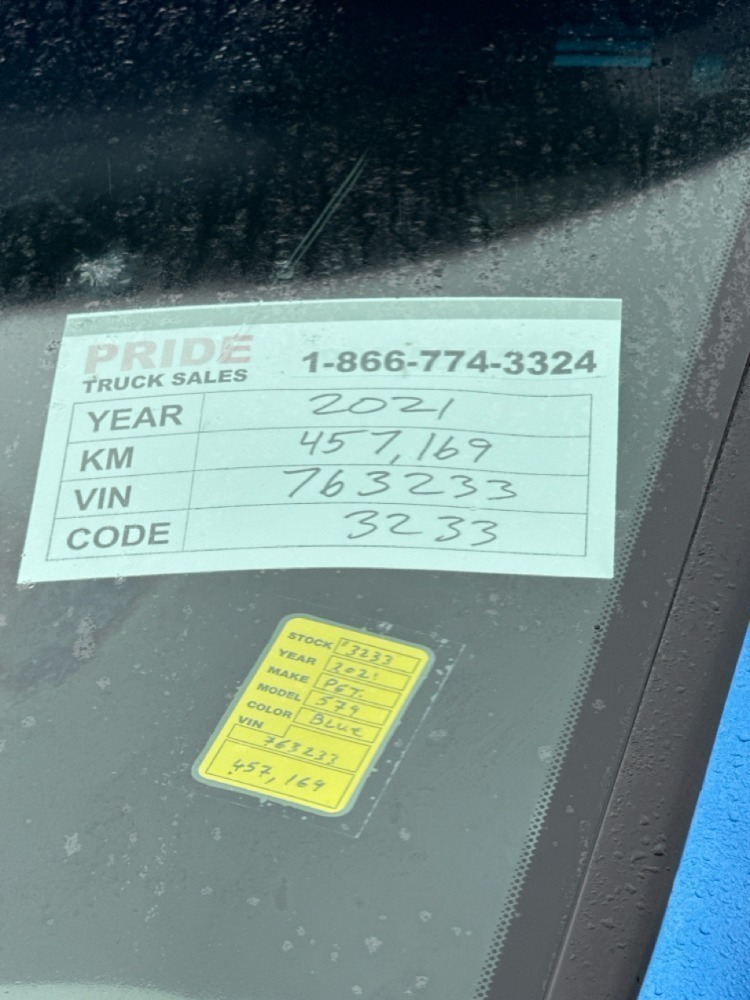 PRIDE
TRUCK SALES 1-866-774-3324
YEAR 2021
KM 457,169
VIN 763233
CODE 3233
STOCK #3233
YEAR 2021
MAKE PET.
MODEL 579
COLOR BLUE
VIN
763233
457,169